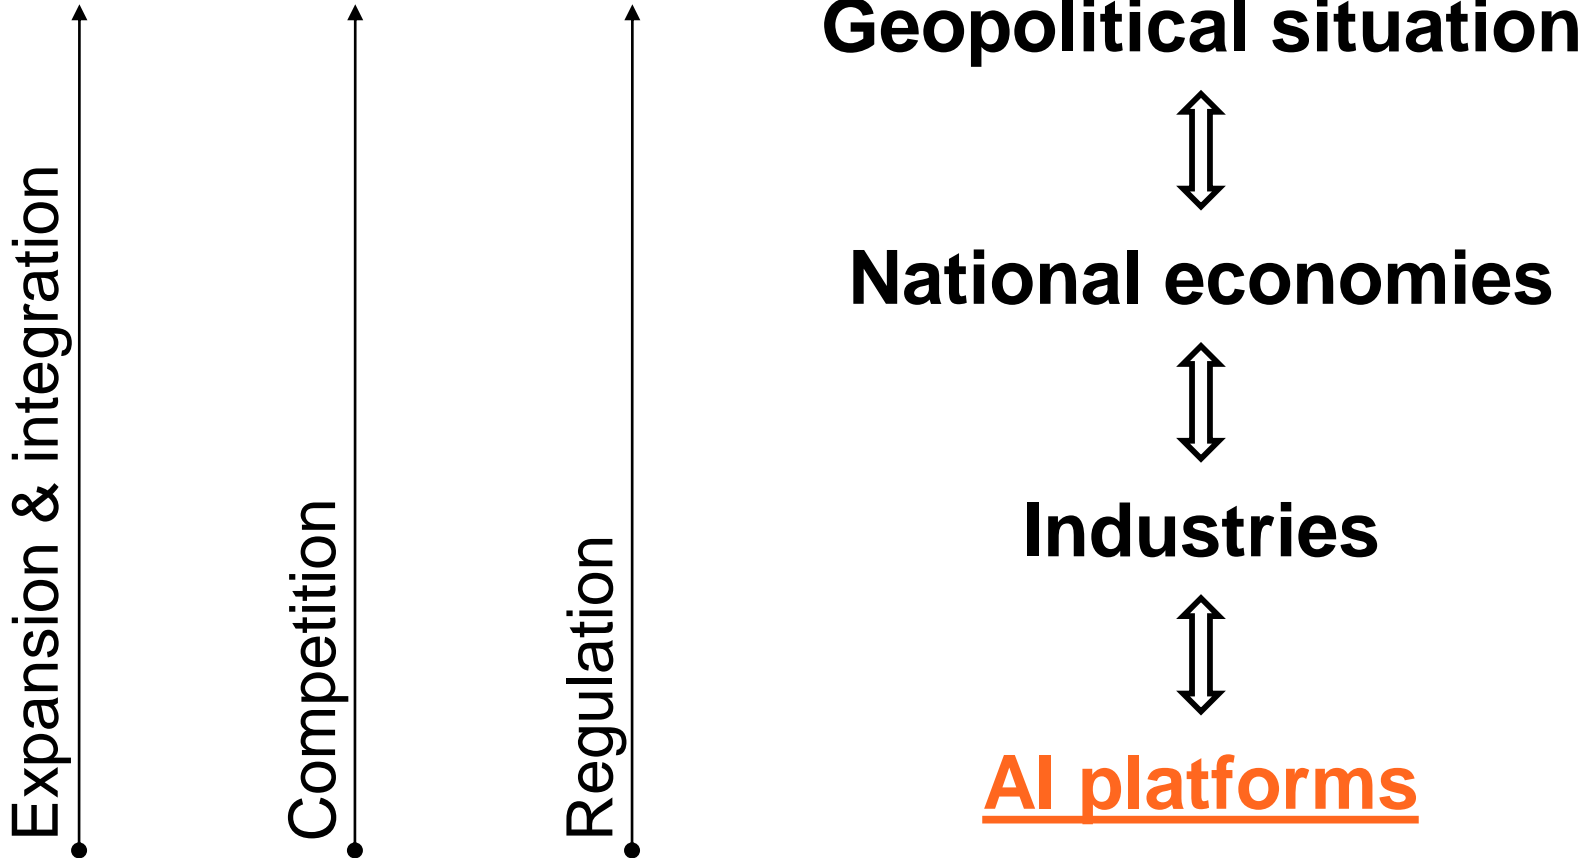 Expansion & integration
Competition
Regulation
Geopolitical situation
National economies
Industries
AI platforms